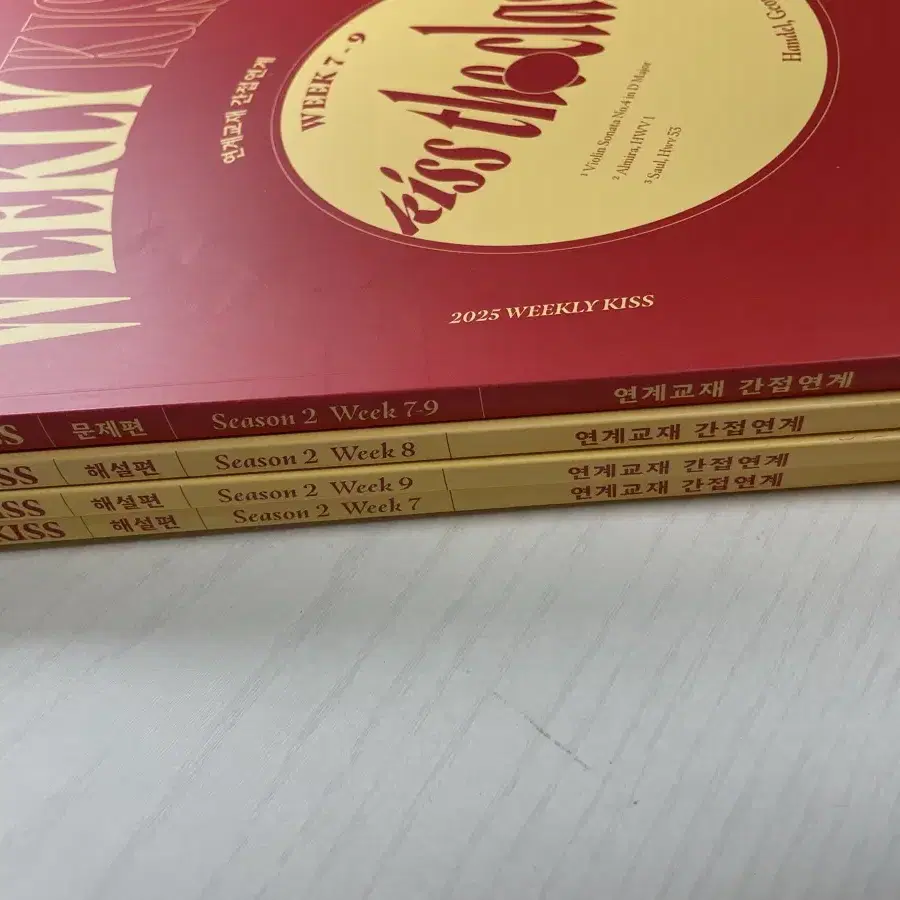 WEEKLY KISS
연계교재 간접연계
WEEK 7 - 9
kiss the
¹ Violin Sonata No.4 in D Major
² Almira, HWV 1
³ Saul, Hwv 53
Handel,
2025 WEEKLY KISS
문제편 Season 2 Week 7-9 연계교재 간접연계
해설편 Season 2 Week 8 연계교재 간접연계
해설편 Season 2 Week 9 연계교재 간접연계
KISS 해설편 Season 2 Week 7 연계교재 간접연계